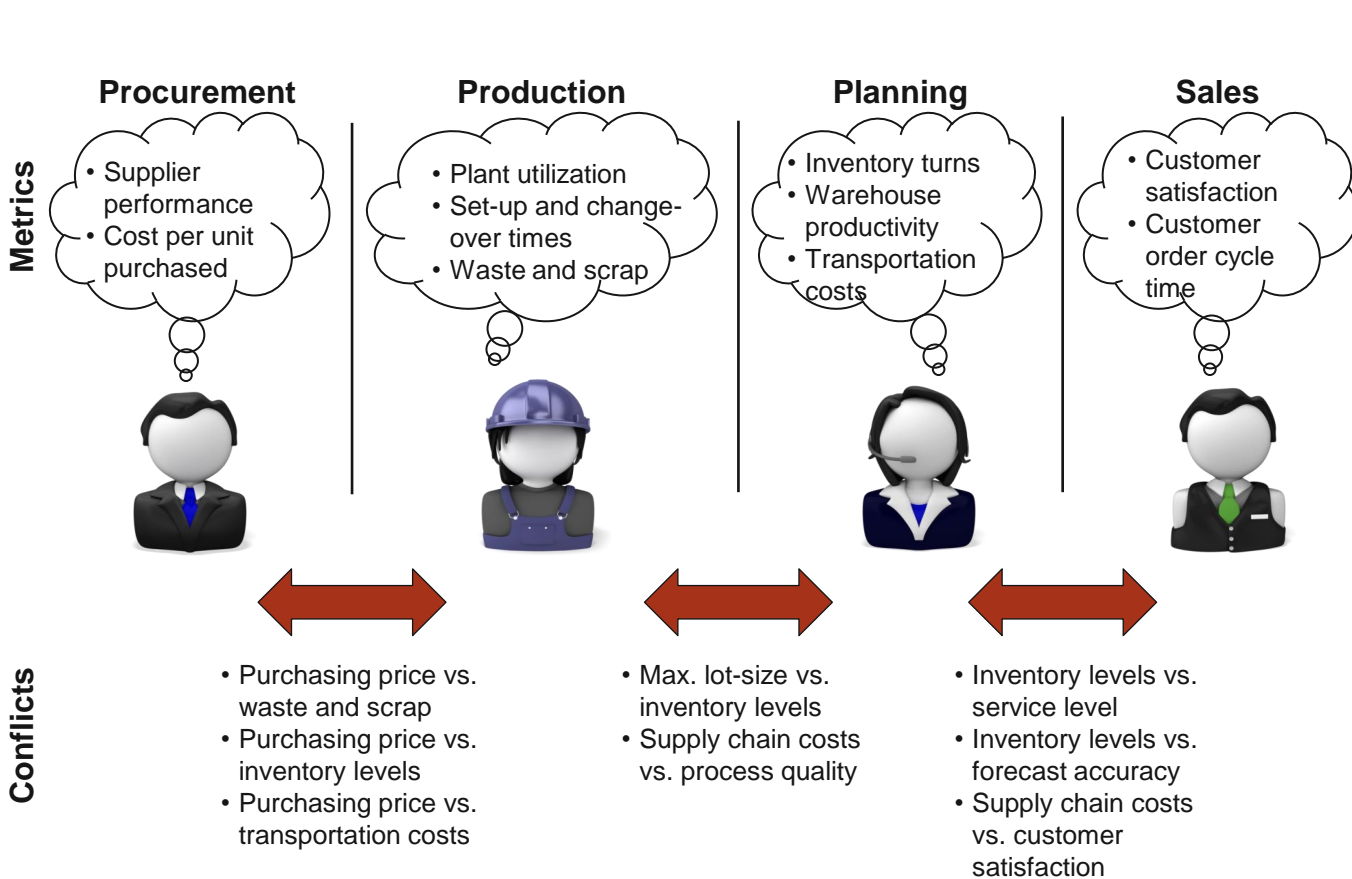 Procurement
Production
Planning
Sales
Metrics
• Supplier
performance
• Cost per unit
purchased
• Plant utilization
• Set-up and change-
over times
• Waste and scrap
• Inventory turns
• Warehouse
productivity
• Transportation
costs
• Customer
satisfaction
• Customer
order cycle
time
Conflicts
• Purchasing price vs.
waste and scrap
• Purchasing price vs.
inventory levels
• Purchasing price vs.
transportation costs
• Max. lot-size vs.
inventory levels
• Supply chain costs
vs. process quality
• Inventory levels vs.
service level
• Inventory levels vs.
forecast accuracy
• Supply chain costs
vs. customer
satisfaction